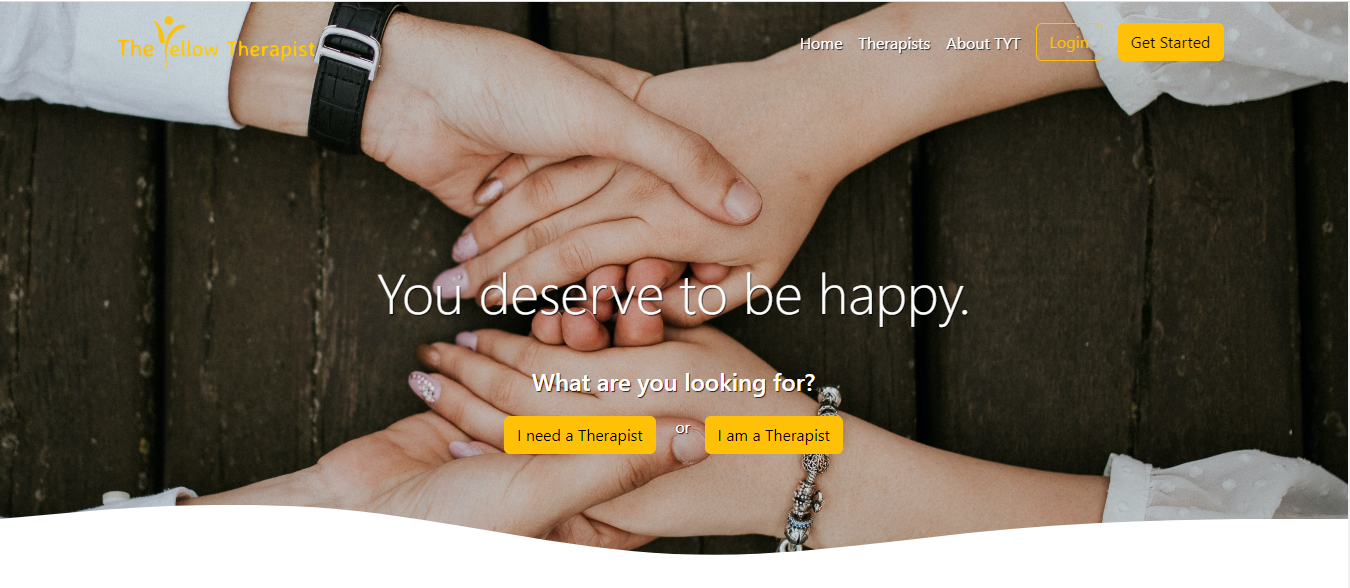 The Yellow Therapist
Home Therapists About TYT Login Get Started
You deserve to be happy.
What are you looking for?
I need a Therapist or I am a Therapist